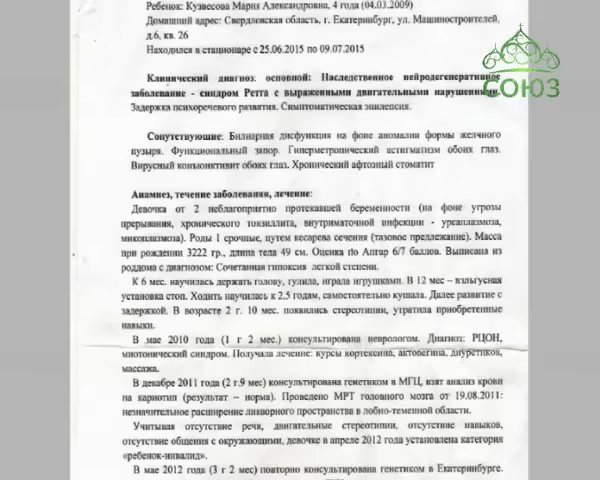 Ребенок: Кузвесова Мария Александровна, 4 года (04.03.2009)
Домашний адрес: Свердловская область, г. Екатеринбург, ул. Машиностроителей,
д.6, кв. 26
Находился в стационаре с 25.06.2015 по 09.07.2015
СОЮЗ
Клинический диагноз: основной: Наследственное нейродегенеративное
заболевание - синдром Ретта с выраженными двигательными нарушениями.
Задержка психоречевого развития. Симптоматическая эпилепсия.
Сопутствующие: Билиарная дисфункция на фоне аномалии формы желчного
пузыря. Функциональный запор. Гиперметропический астигматизм обоих глаз.
Вирусный конъюнктивит обоих глаз. Хронический афтозный стоматит
Анамнез, течение заболевания, лечение:
Девочка от 2 неблагоприятно протекавшей беременности (на фоне угрозы
прерывания, хронического тонзиллита, внутриматочной инфекции - уреаплазмоза,
микоплазмоза). Роды 1 срочные, путем кесарева сечения (тазовое предлежание). Масса
при рождении 3222 гр., длина тела 49 см. Оценка по Апгар 6/7 баллов. Выписана из
роддома с диагнозом: Сочетанная гипоксия легкой степени.
К 6 мес. научилась держать голову, гулила, играла игрушками. В 12 мес – вальгусная
установка стоп. Ходить научилась к 2,5 годам, самостоятельно кушала. Далее развитие с
задержкой. В возрасте 2 г. 10 мес. появились стереотипии, утратила приобретенные
навыки.
В мае 2010 года (1 г 2 мес.) консультирована неврологом. Диагноз: РЦОН,
миотонический синдром. Получала лечение: курсы кортексина, актовегина, диуретиков,
массажа.
В декабре 2011 года (2 г.9 мес) консультирована генетиком в МГЦ, взят анализ крови
на кариотип (результат – норма). Проведено МРТ головного мозга от 19.08.2011:
незначительное расширение ликворного пространства в лобно-теменной области.
Учитывая отсутствие речи, двигательные стереотипии, отсутствие навыков,
отсутствие общения с окружающими, девочке в апреле 2012 года установлена категория
«ребенок-инвалид».
В мае 2012 года (3 г 2 мес) повторно консультирована генетиком в Екатеринбурге.